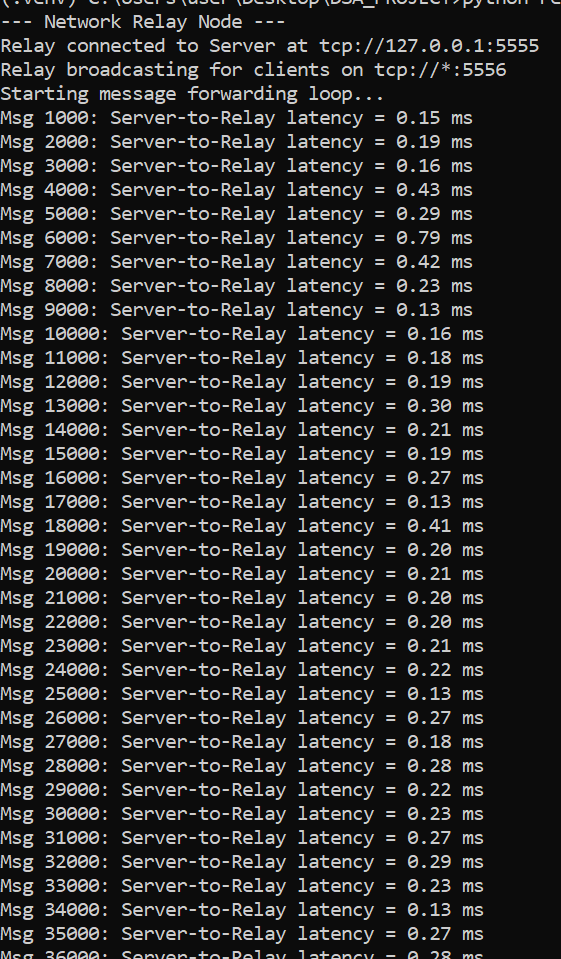 (.venv) C:\Users\user\Desktop\DSA_PROJECT>python re
--- Network Relay Node ---
Relay connected to Server at tcp://127.0.0.1:5555
Relay broadcasting for clients on tcp://*:5556
Starting message forwarding loop...
Msg 1000: Server-to-Relay latency = 0.15 ms
Msg 2000: Server-to-Relay latency = 0.19 ms
Msg 3000: Server-to-Relay latency = 0.16 ms
Msg 4000: Server-to-Relay latency = 0.43 ms
Msg 5000: Server-to-Relay latency = 0.29 ms
Msg 6000: Server-to-Relay latency = 0.79 ms
Msg 7000: Server-to-Relay latency = 0.42 ms
Msg 8000: Server-to-Relay latency = 0.23 ms
Msg 9000: Server-to-Relay latency = 0.13 ms
Msg 10000: Server-to-Relay latency = 0.16 ms
Msg 11000: Server-to-Relay latency = 0.18 ms
Msg 12000: Server-to-Relay latency = 0.19 ms
Msg 13000: Server-to-Relay latency = 0.30 ms
Msg 14000: Server-to-Relay latency = 0.21 ms
Msg 15000: Server-to-Relay latency = 0.19 ms
Msg 16000: Server-to-Relay latency = 0.27 ms
Msg 17000: Server-to-Relay latency = 0.13 ms
Msg 18000: Server-to-Relay latency = 0.41 ms
Msg 19000: Server-to-Relay latency = 0.20 ms
Msg 20000: Server-to-Relay latency = 0.21 ms
Msg 21000: Server-to-Relay latency = 0.20 ms
Msg 22000: Server-to-Relay latency = 0.20 ms
Msg 23000: Server-to-Relay latency = 0.21 ms
Msg 24000: Server-to-Relay latency = 0.22 ms
Msg 25000: Server-to-Relay latency = 0.13 ms
Msg 26000: Server-to-Relay latency = 0.27 ms
Msg 27000: Server-to-Relay latency = 0.18 ms
Msg 28000: Server-to-Relay latency = 0.28 ms
Msg 29000: Server-to-Relay latency = 0.22 ms
Msg 30000: Server-to-Relay latency = 0.23 ms
Msg 31000: Server-to-Relay latency = 0.27 ms
Msg 32000: Server-to-Relay latency = 0.29 ms
Msg 33000: Server-to-Relay latency = 0.23 ms
Msg 34000: Server-to-Relay latency = 0.13 ms
Msg 35000: Server-to-Relay latency = 0.27 ms
Msg 36000: Server-to-Relay latency = 0.28 ms